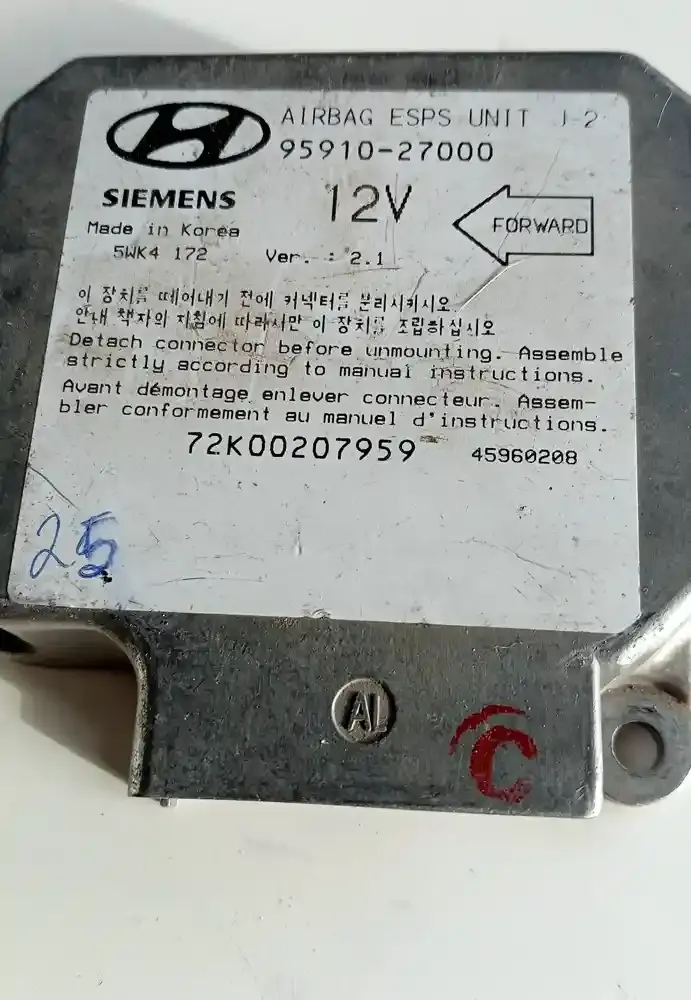 AIRBAG ESPS UNIT J-2
95910-27000
SIEMENS
12V
Made in Korea
FORWARD
5WK4 172 Ver. : 2.1
이 장치를 떼어내기 전에 커넥터를 분리시키시오
안내 책자의 지침에 따라서만 이 장치를 조립하십시오
Detach connector before unmounting. Assemble
strictly according to manual instructions.
Avant démontage enlever connecteur. Assem-
bler conformement au manuel d'instructions.
72K00207959 45960208
25
AL
C